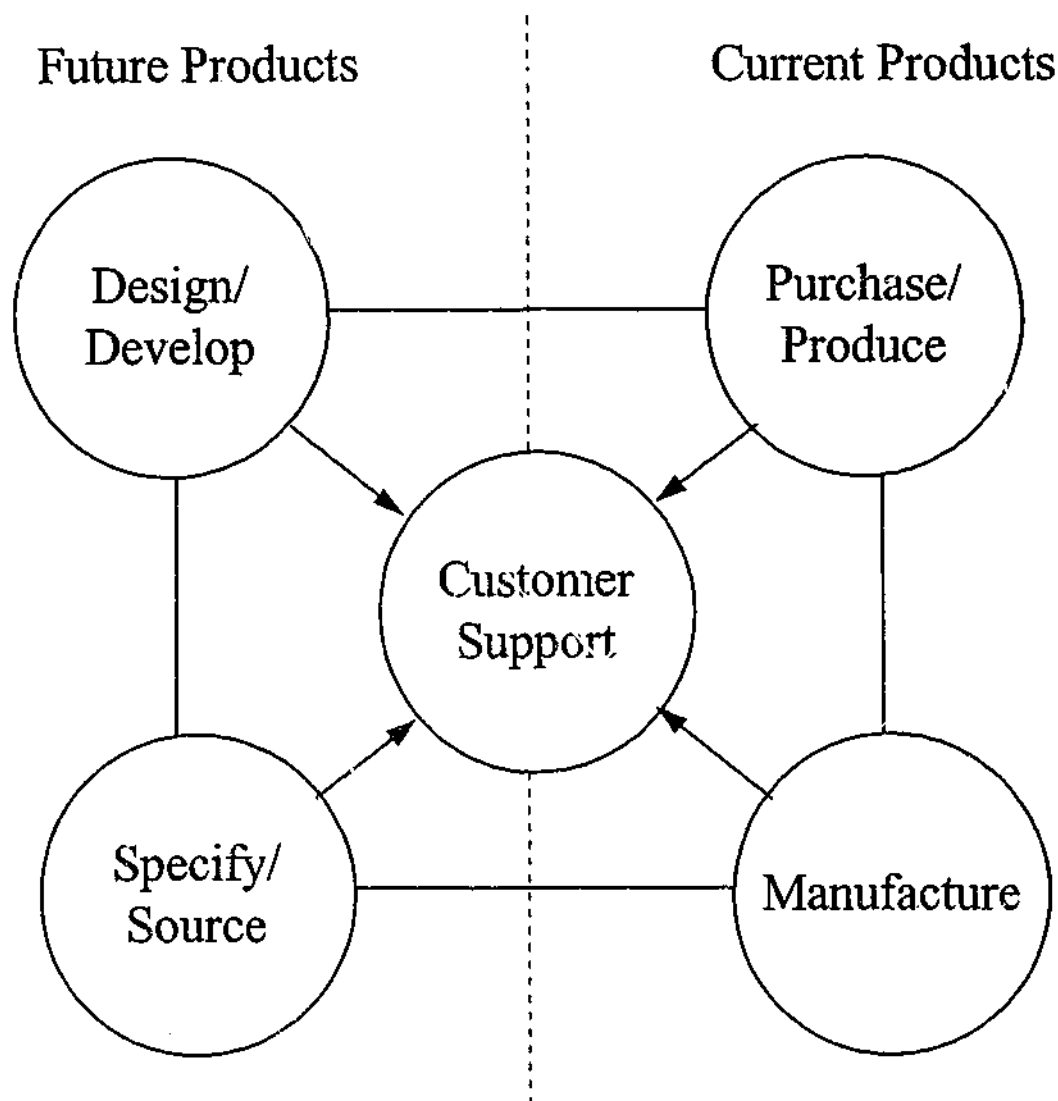 Future Products
Current Products
Design/
Develop
Purchase/
Produce
Customer
Support
Specify/
Source
Manufacture